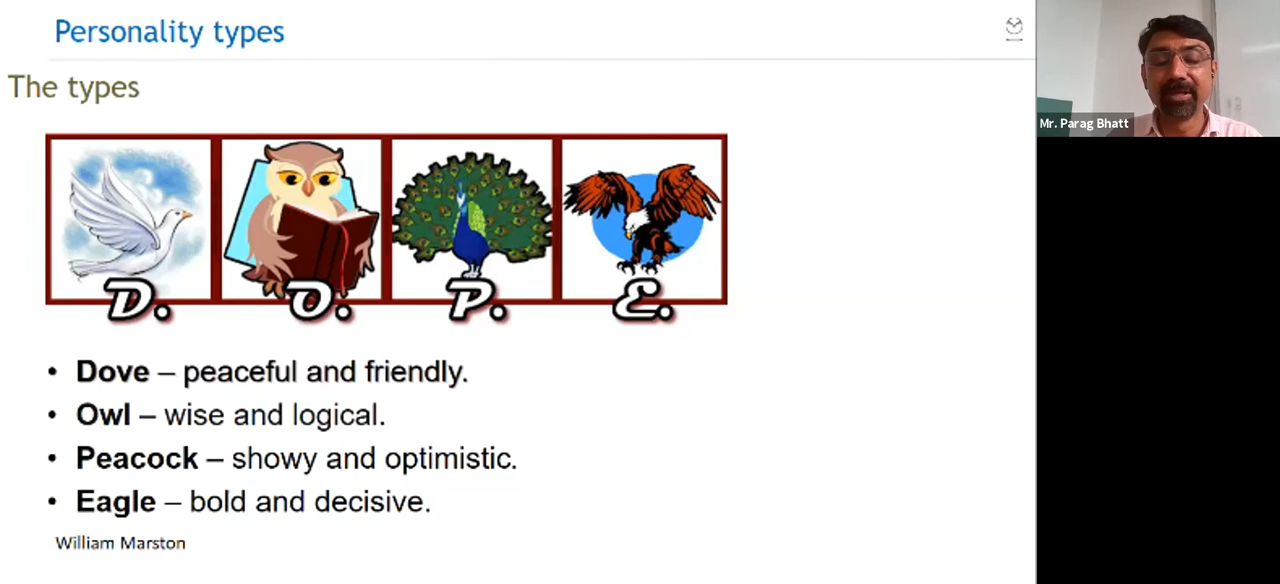 Personality types
The types
D. O. P. E.
• Dove – peaceful and friendly.
• Owl – wise and logical.
• Peacock – showy and optimistic.
• Eagle – bold and decisive.
William Marston
Mr. Parag Bhatt